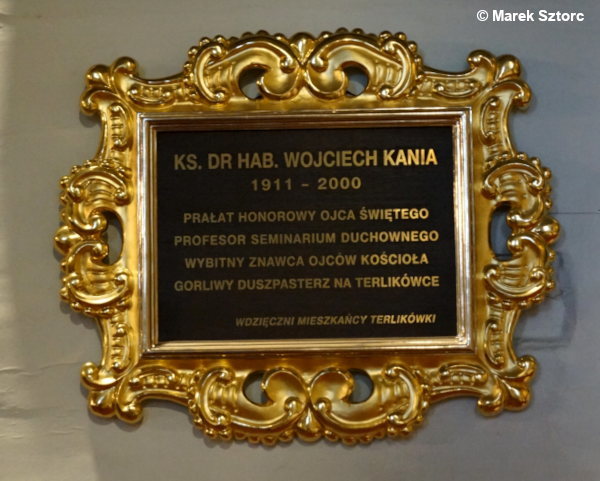 © Marek Sztorc
KS. DR HAB. WOJCIECH KANIA
1911 - 2000
PRAŁAT HONOROWY OJCA ŚWIĘTEGO
PROFESOR SEMINARIUM DUCHOWNEGO
WYBITNY ZNAWCA OJCÓW KOŚCIOŁA
GORLIWY DUSZPASTERZ NA TERLIKÓWCE
WDZIĘCZNI MIESZKAŃCY TERLIKÓWKI